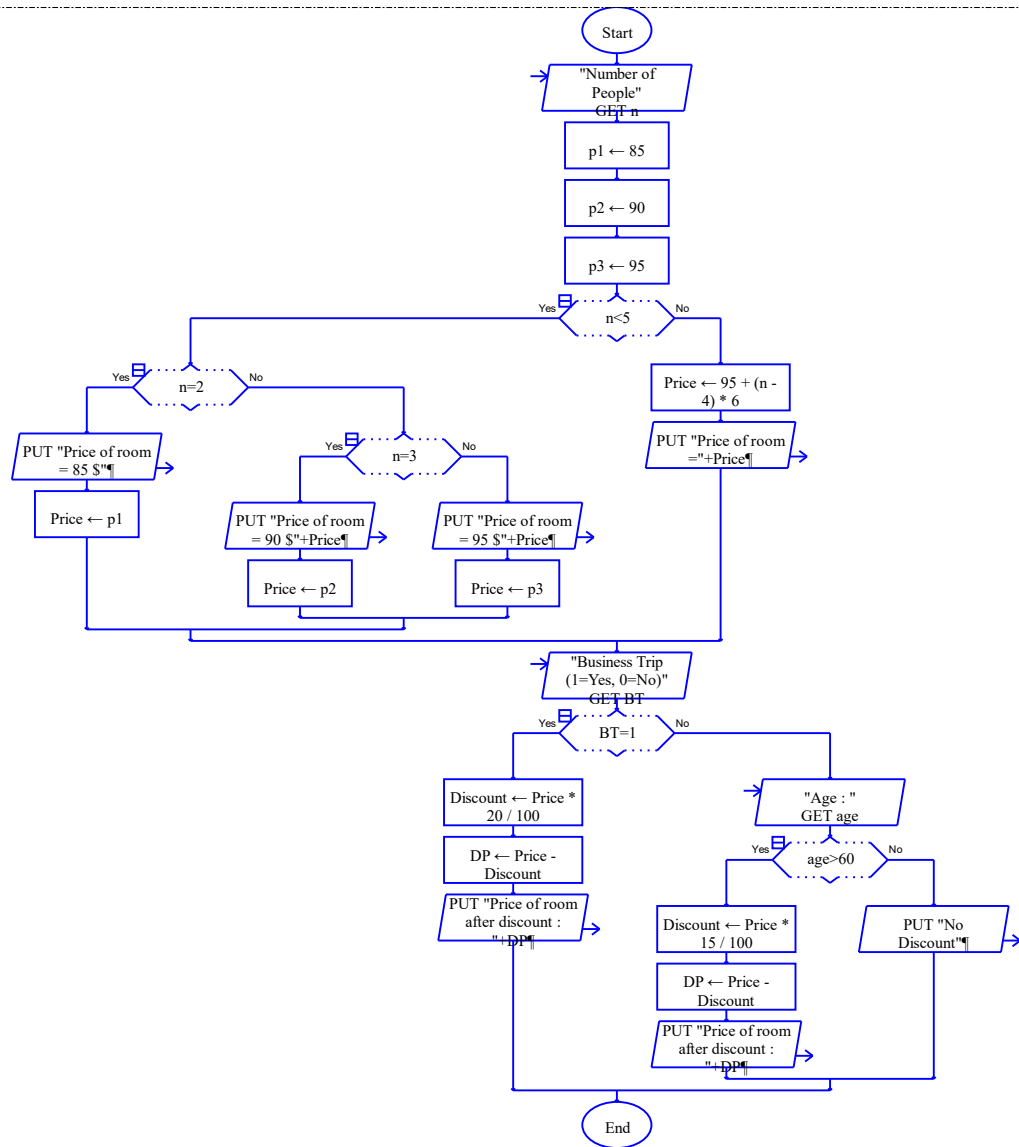 Start
"Number of
People"
GET n
p1 ← 85
p2 ← 90
p3 ← 95
Yes
n<5
No
Yes
n=2
No
Price ← 95 + (n -
4) * 6
PUT "Price of room
= 85 $"¶
Yes
n=3
No
PUT "Price of room
="+Price¶
Price ← p1
PUT "Price of room
= 90 $"+Price¶
PUT "Price of room
= 95 $"+Price¶
Price ← p2
Price ← p3
"Business Trip
(1=Yes, 0=No)"
GET BT
Yes
BT=1
No
Discount ← Price *
20 / 100
"Age : "
GET age
DP ← Price -
Discount
Yes
age>60
No
PUT "Price of room
after discount :
"+DP¶
Discount ← Price *
15 / 100
PUT "No
Discount"¶
DP ← Price -
Discount
PUT "Price of room
after discount :
"+DP¶
End